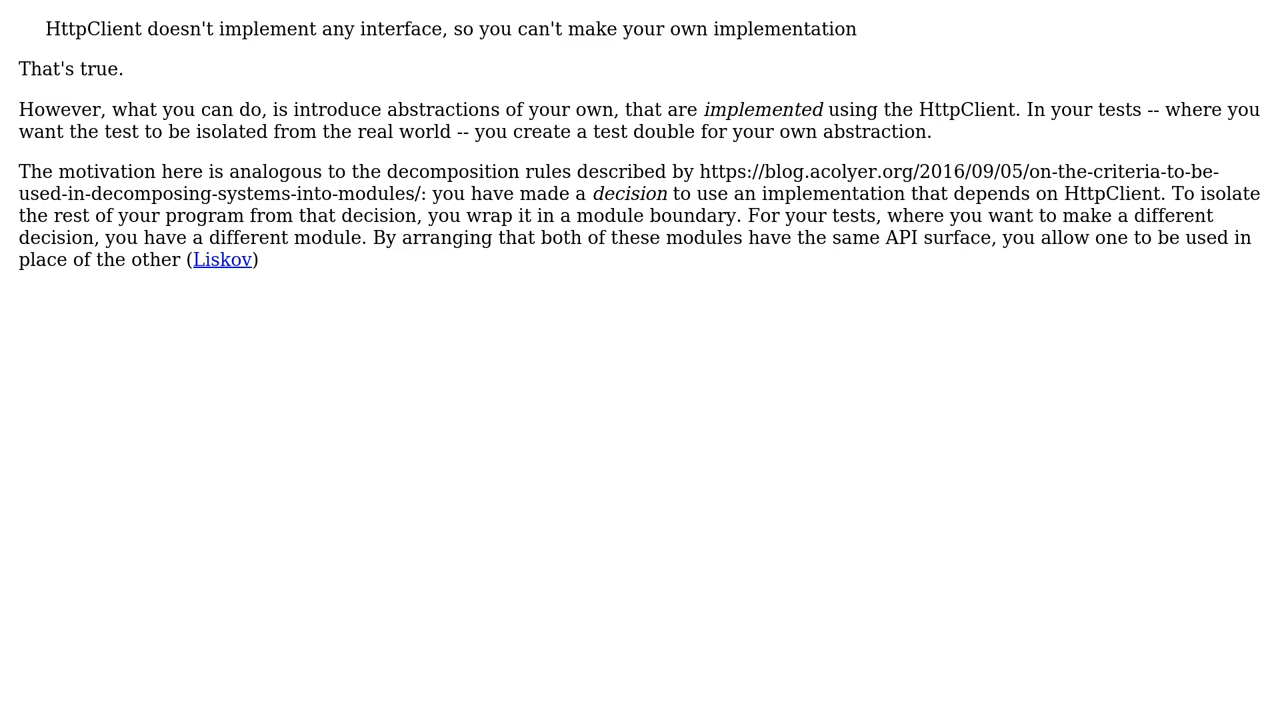 HttpClient doesn't implement any interface, so you can't make your own implementation
That's true.
However, what you can do, is introduce abstractions of your own, that are implemented using the HttpClient. In your tests -- where you
want the test to be isolated from the real world -- you create a test double for your own abstraction.
The motivation here is analogous to the decomposition rules described by https://blog.acolyer.org/2016/09/05/on-the-criteria-to-be-
used-in-decomposing-systems-into-modules/: you have made a decision to use an implementation that depends on HttpClient. To isolate
the rest of your program from that decision, you wrap it in a module boundary. For your tests, where you want to make a different
decision, you have a different module. By arranging that both of these modules have the same API surface, you allow one to be used in
place of the other (Liskov)